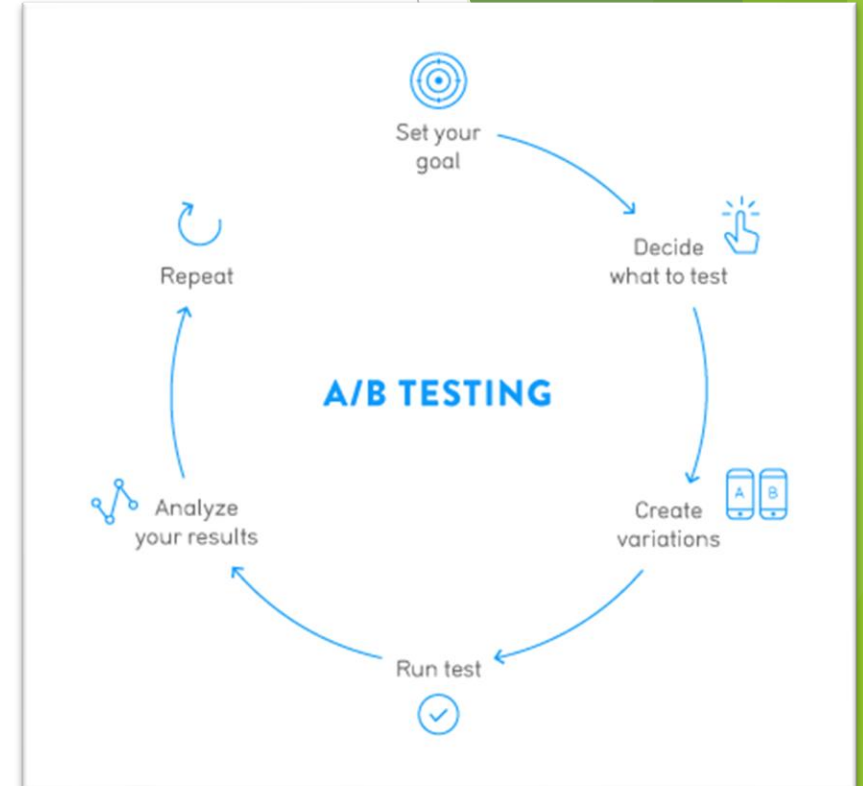 Set your
goal
Decide
what to test
Create
variations
A
B
Run test
Analyze
your results
Repeat
A/B TESTING